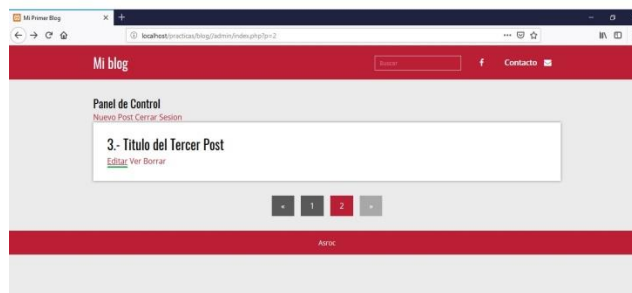 Mi Primer Blog
localhost/practicas/blog//admin/index.php?p=2
Mi blog
Buscar
Contacto
Panel de Control
Nuevo Post Cerrar Sesion
3.- Titulo del Tercer Post
Editar Ver Borrar
« 1 2 »
Asroc